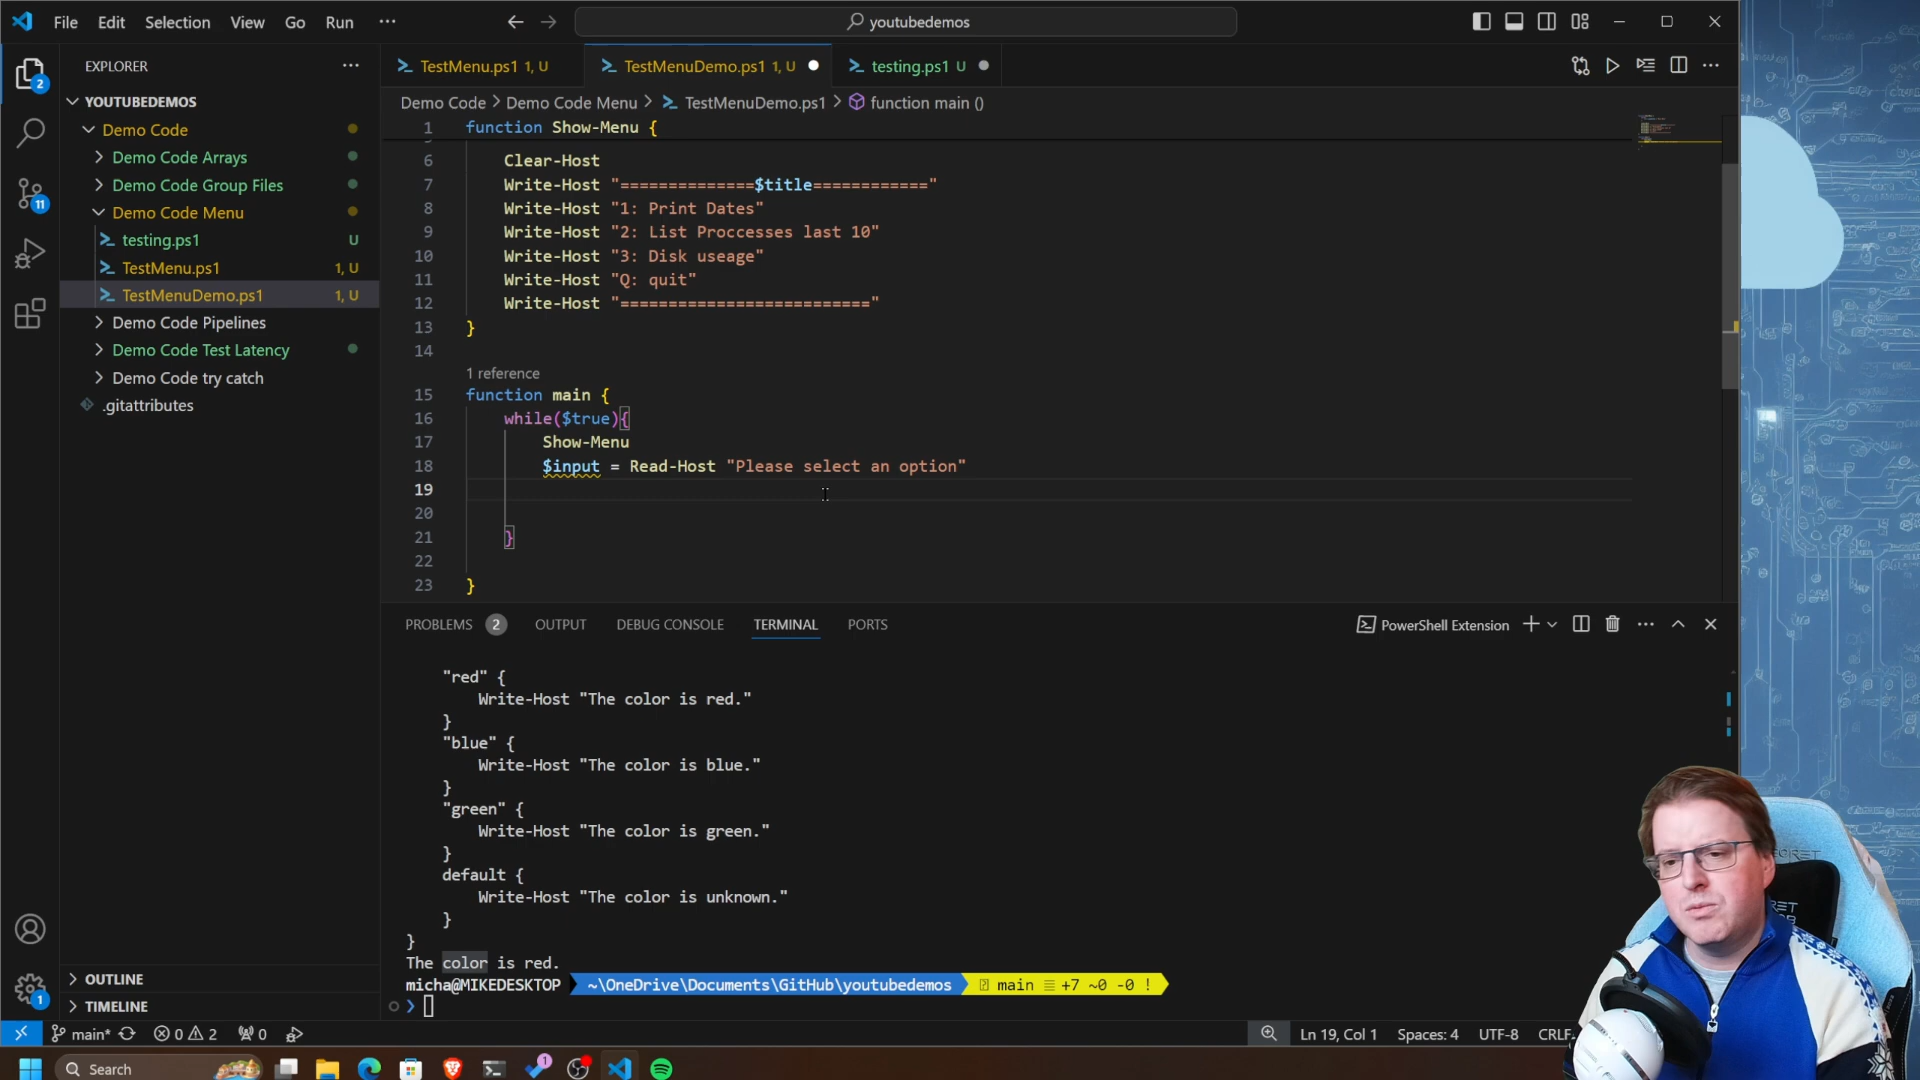 File Edit Selection View Go Run ··· youtubedemos
EXPLORER
TestMenu.ps1 1, U
TestMenuDemo.ps1 1, U
testing.ps1 U
Demo Code > Demo Code Menu > TestMenuDemo.ps1 > function main ()
YOUTUBEDEMOS
Demo Code
Demo Code Arrays
Demo Code Group Files
Demo Code Menu
testing.ps1 U
TestMenu.ps1 1, U
TestMenuDemo.ps1 1, U
Demo Code Pipelines
Demo Code Test Latency
Demo Code try catch
.gitattributes
OUTLINE
TIMELINE
2
11
1
1 function Show-Menu {
6 Clear-Host
7 Write-Host "==============$title============"
8 Write-Host "1: Print Dates"
9 Write-Host "2: List Proccesses last 10"
10 Write-Host "3: Disk useage"
11 Write-Host "Q: quit"
12 Write-Host "=========================="
13 }
14
1 reference
15 function main {
16 while($true){
17 Show-Menu
18 $input = Read-Host "Please select an option"
19
20
21 }
22
23 }
PROBLEMS 2 OUTPUT DEBUG CONSOLE TERMINAL PORTS PowerShell Extension
"red" {
Write-Host "The color is red."
}
"blue" {
Write-Host "The color is blue."
}
"green" {
Write-Host "The color is green."
}
default {
Write-Host "The color is unknown."
}
}
The color is red.
micha@MIKEDESKTOP ~\OneDrive\Documents\GitHub\youtubedemos main ≡ +7 ~0 -0 !
main* 0 2 0 Ln 19, Col 1 Spaces: 4 UTF-8 CRLF
Search
1